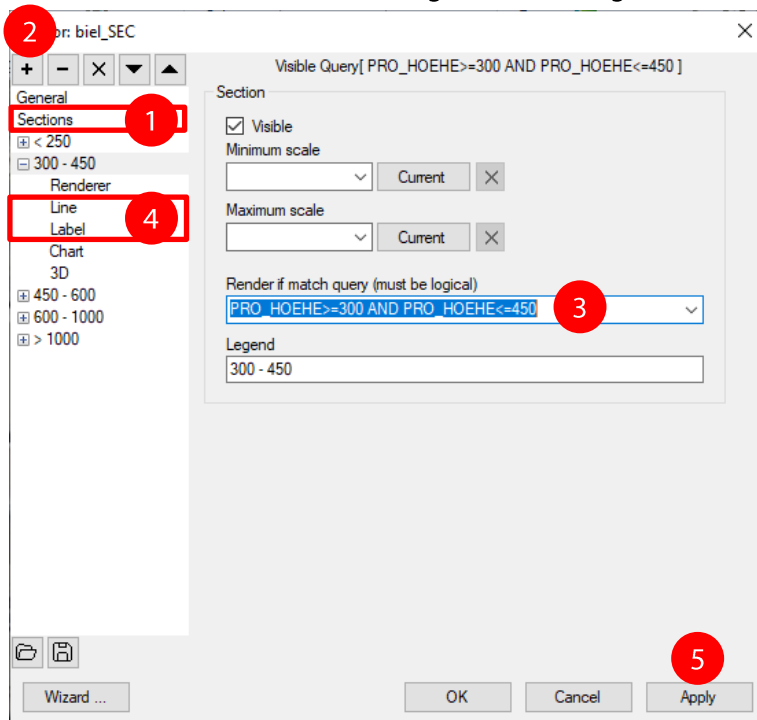 2 or: biel_SEC
+ − × ▼ ▲
Visible Query[ PRO_HOEHE>=300 AND PRO_HOEHE<=450 ]
General
Sections 1
< 250
300 - 450
Renderer
Line
Label
4
Chart
3D
450 - 600
600 - 1000
> 1000
Section
Visible
Minimum scale
Current
Maximum scale
Current
Render if match query (must be logical)
PRO_HOEHE>=300 AND PRO_HOEHE<=450 3
Legend
300 - 450
5
Wizard ... OK Cancel Apply